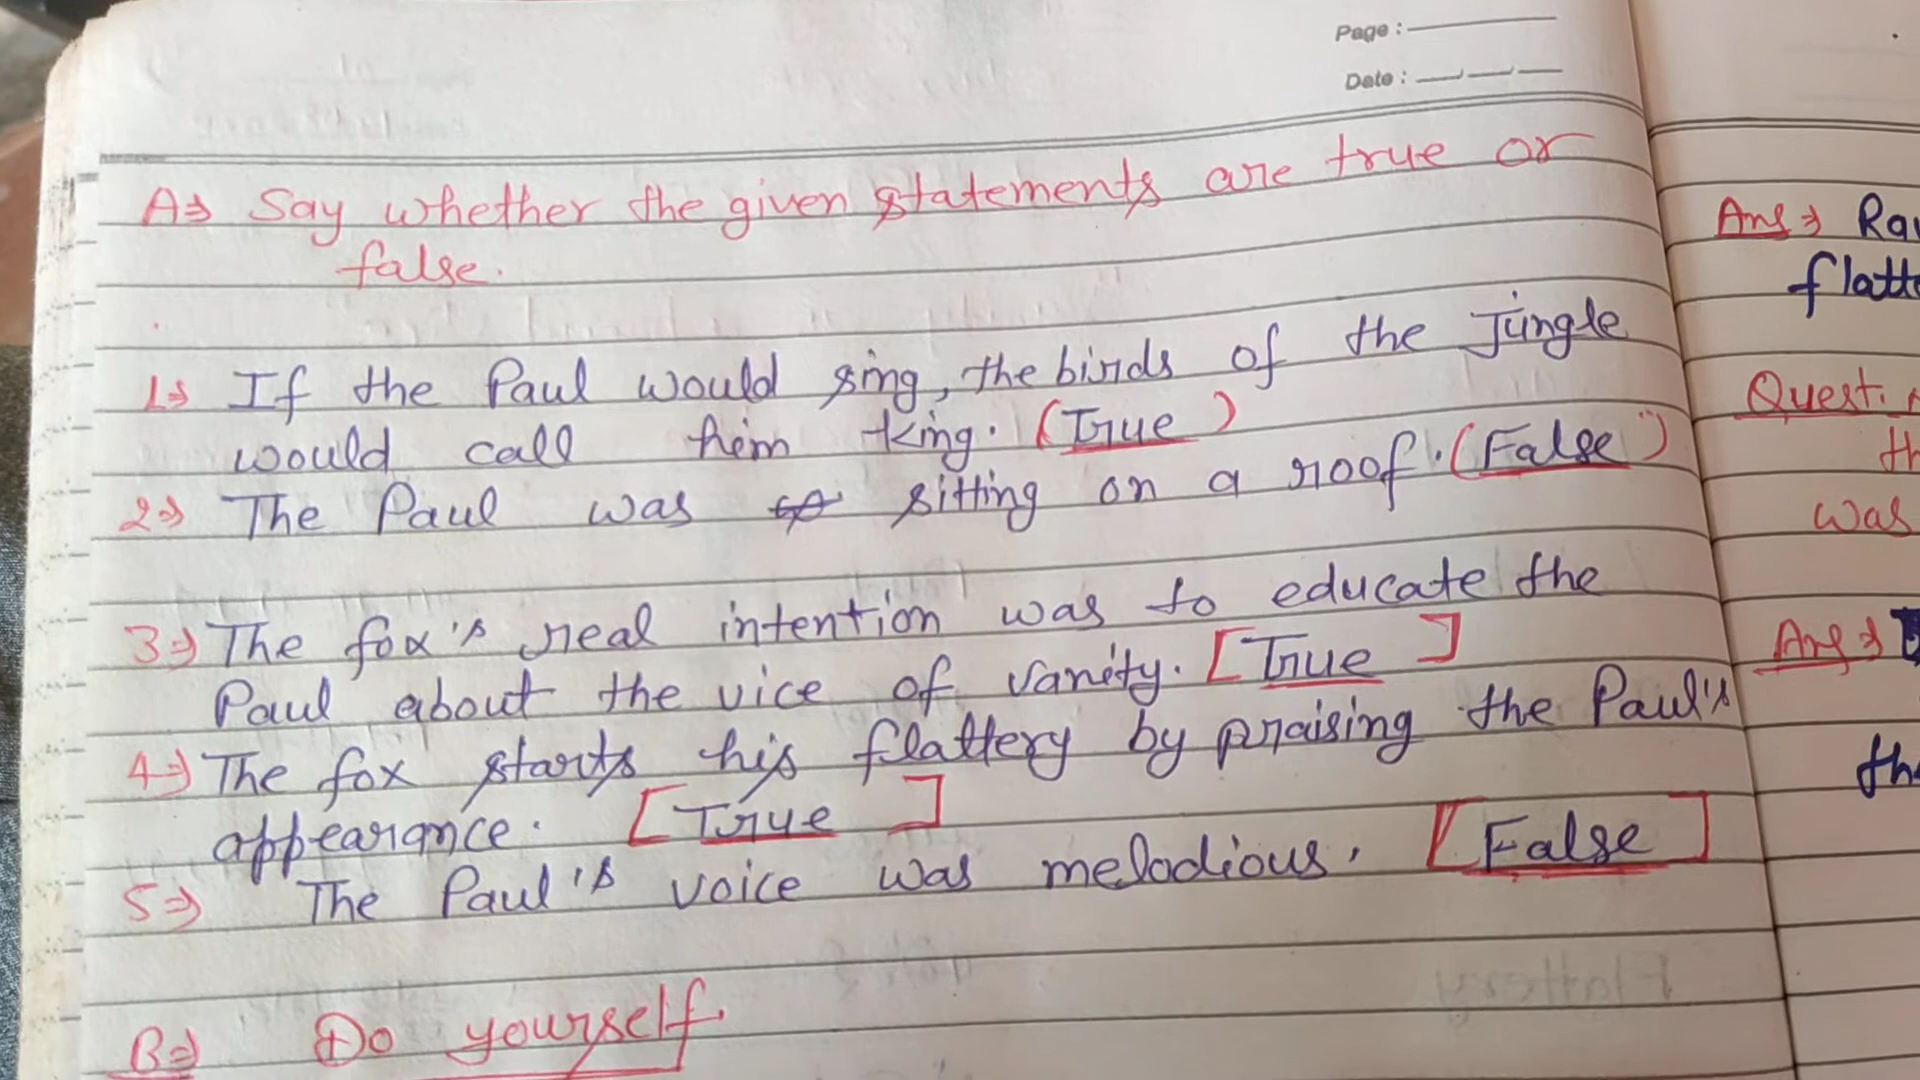 Page :
Date :
A⇒ Say whether the given statements are true or
false.
1⇒ If the Paul would sing, the birds of the Jungle
would call him king. (True)
2⇒ The Paul was sitting on a roof. (False)
3⇒ The fox's real intention was to educate the
Paul about the vice of vanity. [True]
4⇒ The fox starts his flattery by praising the Paul's
appearance. [True]
5⇒ The Paul's voice was melodious. [False]
B⇒ Do yourself.
Ans⇒
Quest.
was
Ans⇒